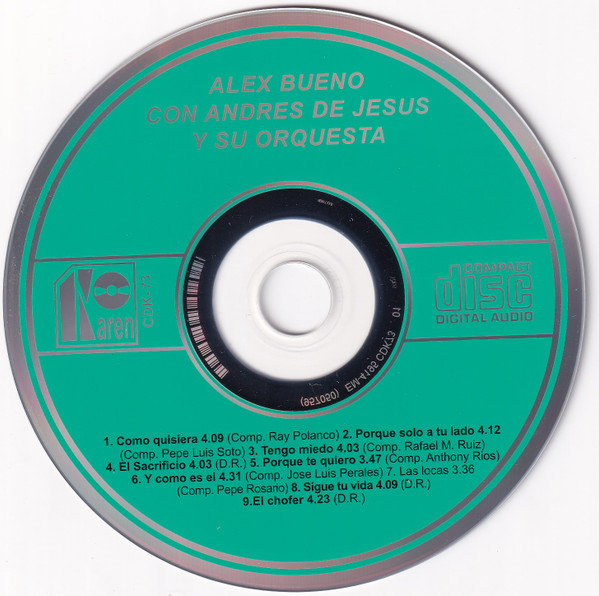 ALEX BUENO
CON ANDRES DE JESUS
Y SU ORQUESTA
Karen
CDK-73
COMPACT
disc
DIGITAL AUDIO
(957050) EM-4195 CDK73 01
1. Como quisiera 4.09 (Comp. Ray Polanco) 2. Porque solo a tu lado 4.12
(Comp. Pepe Luis Soto) 3. Tengo miedo 4.03 (Comp. Rafael M. Ruiz)
4. El Sacrificio 4.03 (D.R.) 5. Porque te quiero 3.47 (Comp. Anthony Rios)
6. Y como es el 4.31 (Comp. Jose Luis Perales) 7. Las locas 3.36
(Comp. Pepe Rosario) 8. Sigue tu vida 4.09 (D.R.)
9.El chofer 4.23 (D.R.)